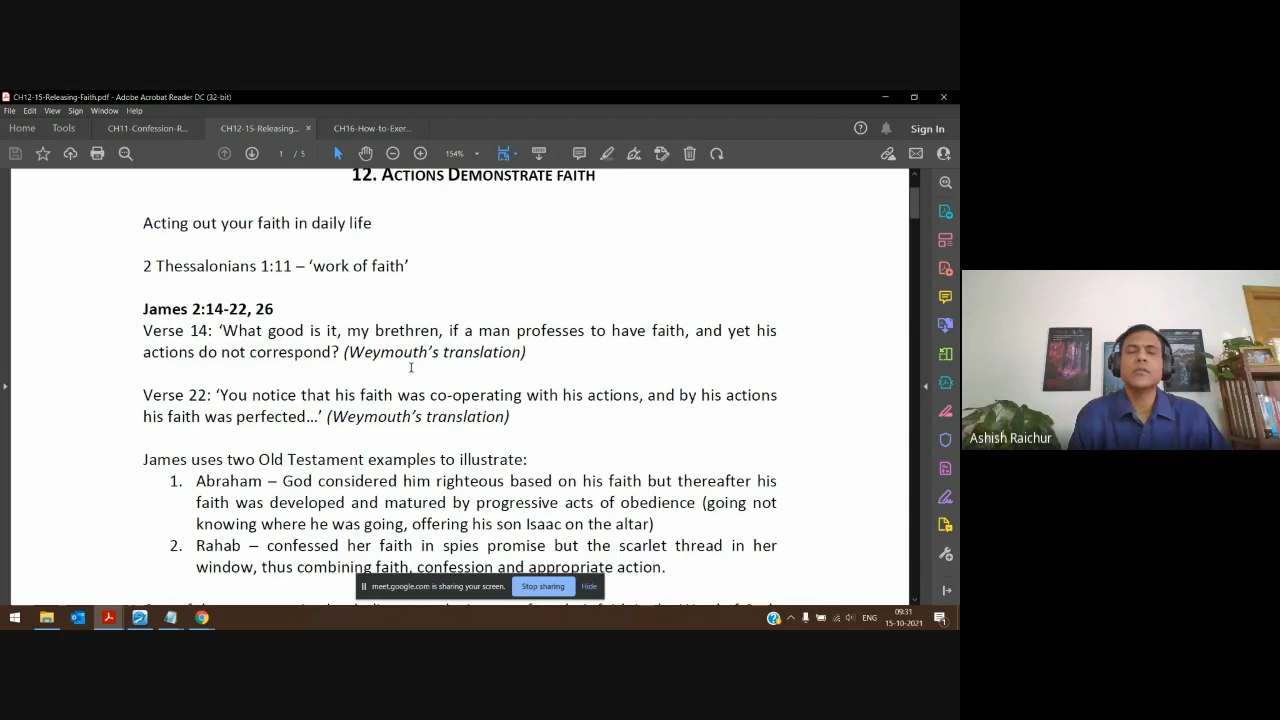 CH12-15-Releasing-Faith.pdf - Adobe Acrobat Reader DC (32-bit)
File Edit View Sign Window Help
Home Tools CH11-Confession-R... CH12-15-Releasing... × CH16-How-to-Exer... Sign In
1 / 5 154%
12. ACTIONS DEMONSTRATE FAITH
Acting out your faith in daily life
2 Thessalonians 1:11 – ‘work of faith’
James 2:14-22, 26
Verse 14: ‘What good is it, my brethren, if a man professes to have faith, and yet his
actions do not correspond? (Weymouth’s translation)
Verse 22: ‘You notice that his faith was co-operating with his actions, and by his actions
his faith was perfected…’ (Weymouth’s translation)
James uses two Old Testament examples to illustrate:
1. Abraham – God considered him righteous based on his faith but thereafter his
faith was developed and matured by progressive acts of obedience (going not
knowing where he was going, offering his son Isaac on the altar)
2. Rahab – confessed her faith in spies promise but the scarlet thread in her
window, thus combining faith, confession and appropriate action.
meet.google.com is sharing your screen. Stop sharing Hide
ENG 09:31
15-10-2021
Ashish Raichur